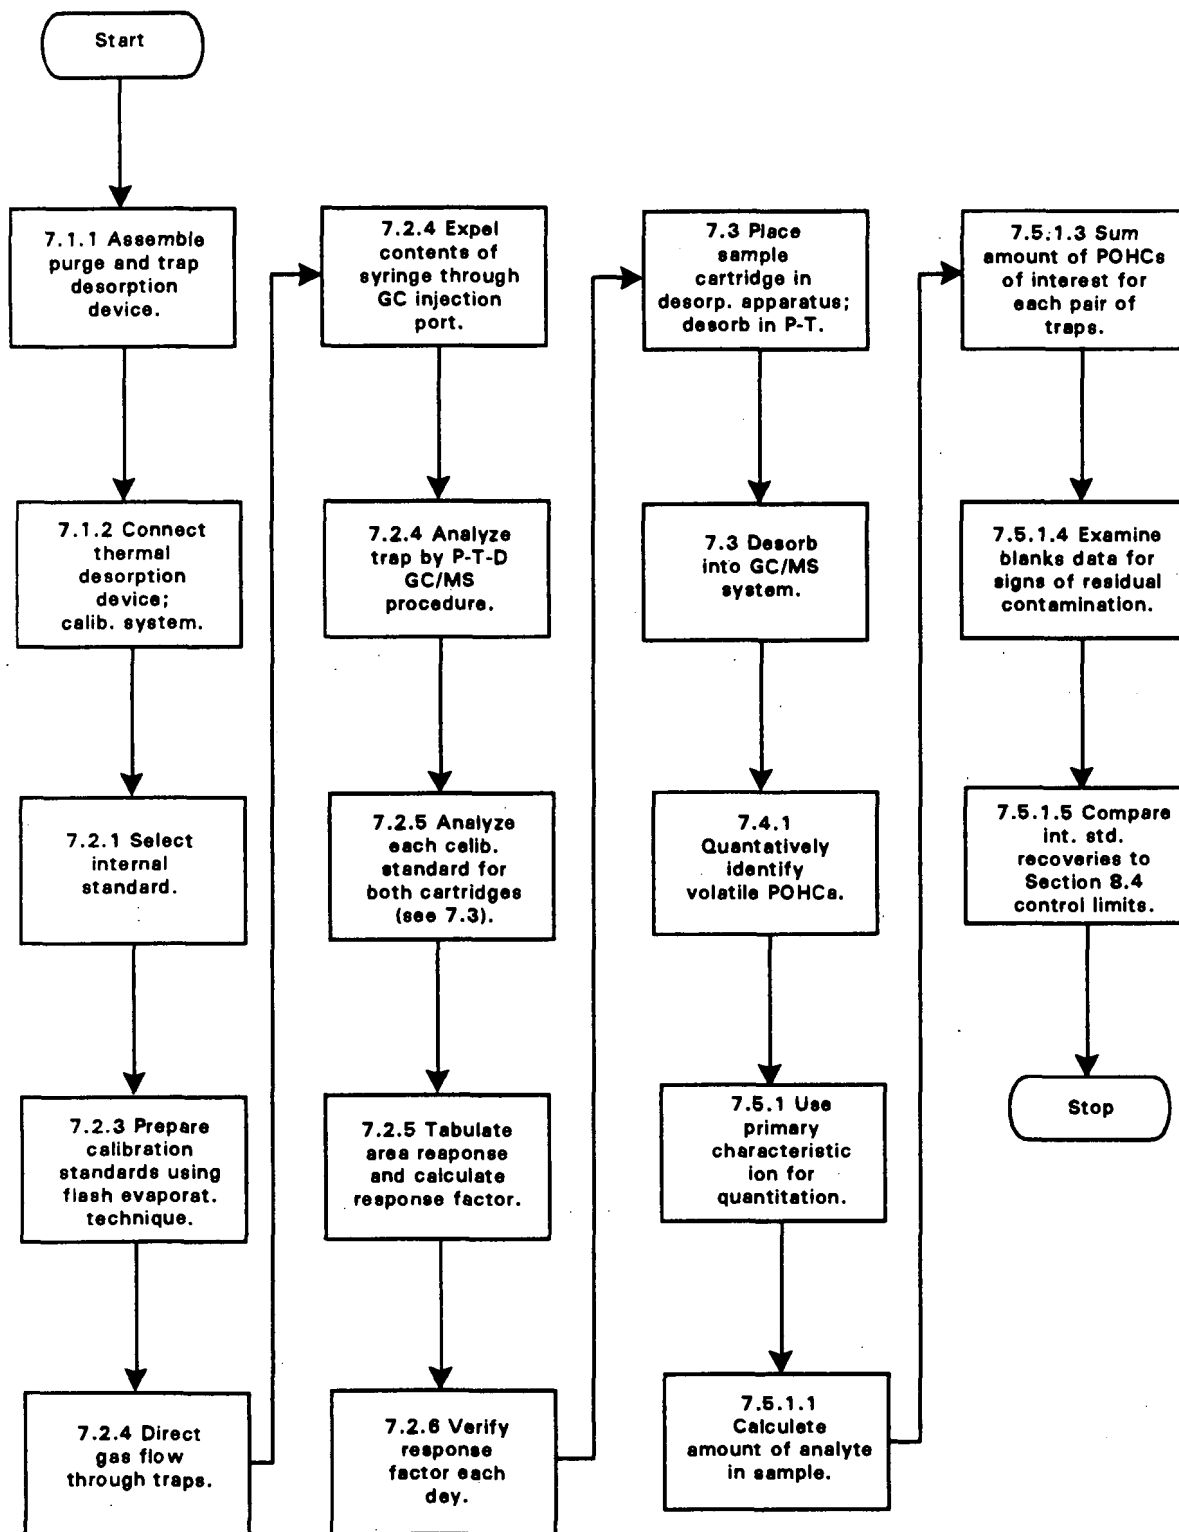 Start
7.1.1 Assemble
purge and trap
desorption
device.
7.1.2 Connect
thermal
desorption
device;
calib. system.
7.2.1 Select
internal
standard.
7.2.3 Prepare
calibration
standards using
flash evaporat.
technique.
7.2.4 Direct
gas flow
through traps.
7.2.4 Expel
contents of
syringe through
GC injection
port.
7.2.4 Analyze
trap by P-T-D
GC/MS
procedure.
7.2.5 Analyze
each celib.
standard for
both cartridges
(see 7.3).
7.2.5 Tabulate
area response
and calculate
response factor.
7.2.6 Verify
response
factor each
dey.
7.3 Place
sample
cartridge in
desorp. apparatus;
desorb in P-T.
7.3 Desorb
into GC/MS
system.
7.4.1
Quantatively
identify
volatile POHCa.
7.5.1 Use
primary
characteristic
ion for
quantitation.
7.5.1.1
Calculate
amount of analyte
in sample.
7.5.1.3 Sum
amount of POHCs
of interest for
each pair of
traps.
7.5.1.4 Examine
blanks data for
signs of residual
contamination.
7.5.1.5 Compare
int. std.
recoveries to
Section 8.4
control limits.
Stop